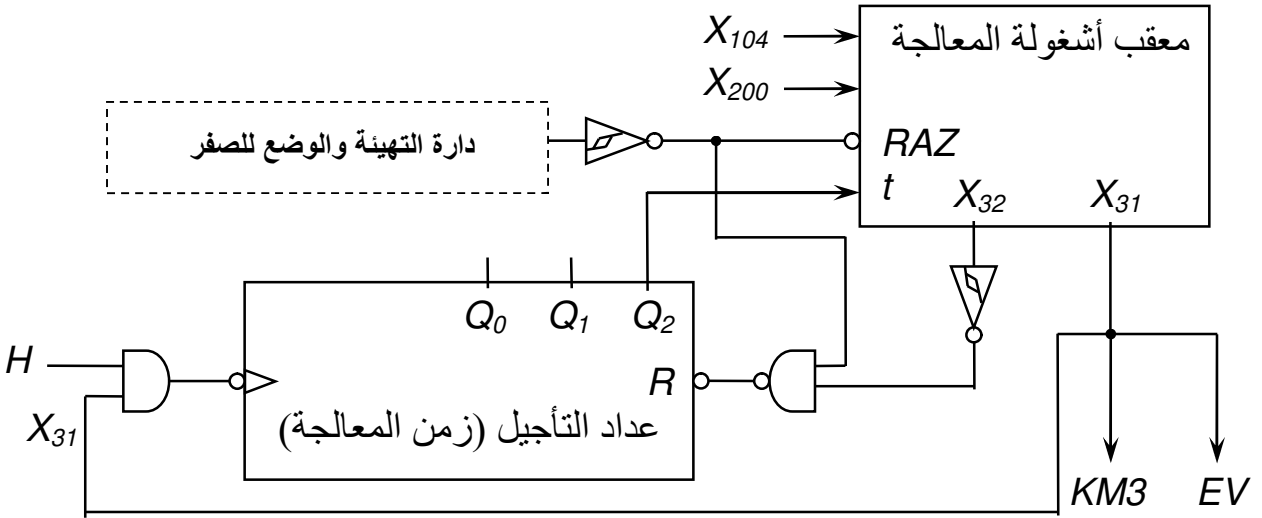 X104
معقب أشغولة المعالجة
X200
دارة التهيئة والوضع للصفر
RAZ
t
X32
X31
Q0
Q1
Q2
H
R
X31
عداد التأجيل (زمن المعالجة)
KM3
EV